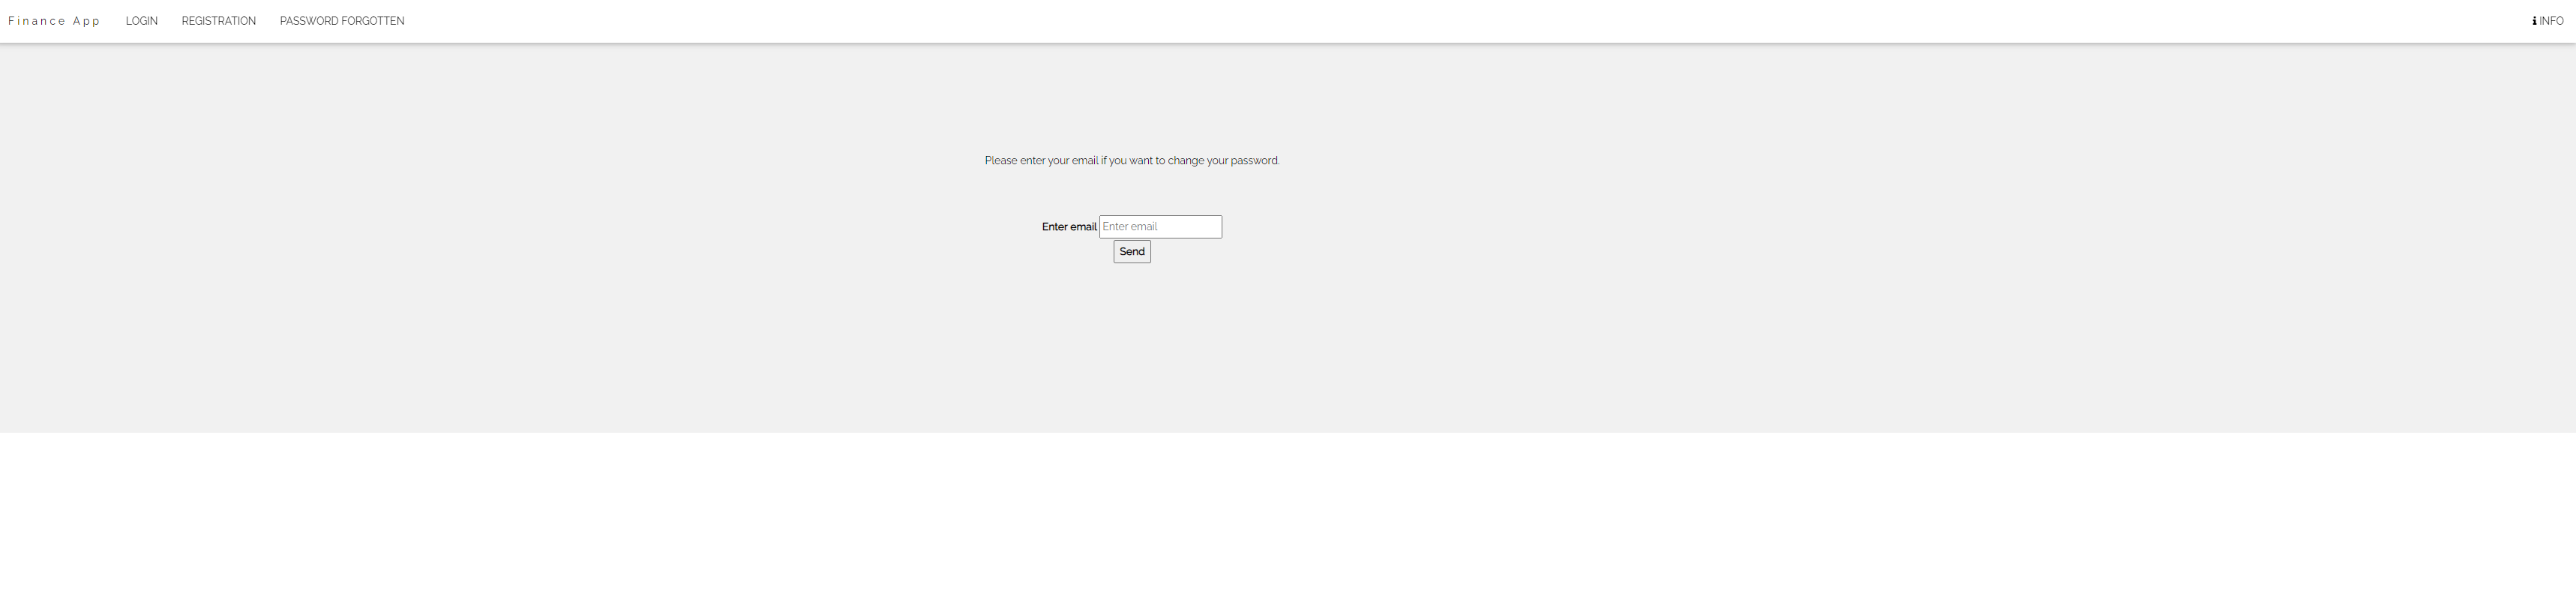 Finance App LOGIN REGISTRATION PASSWORD FORGOTTEN INFO
Please enter your email if you want to change your password.
Enter email Enter email
Send